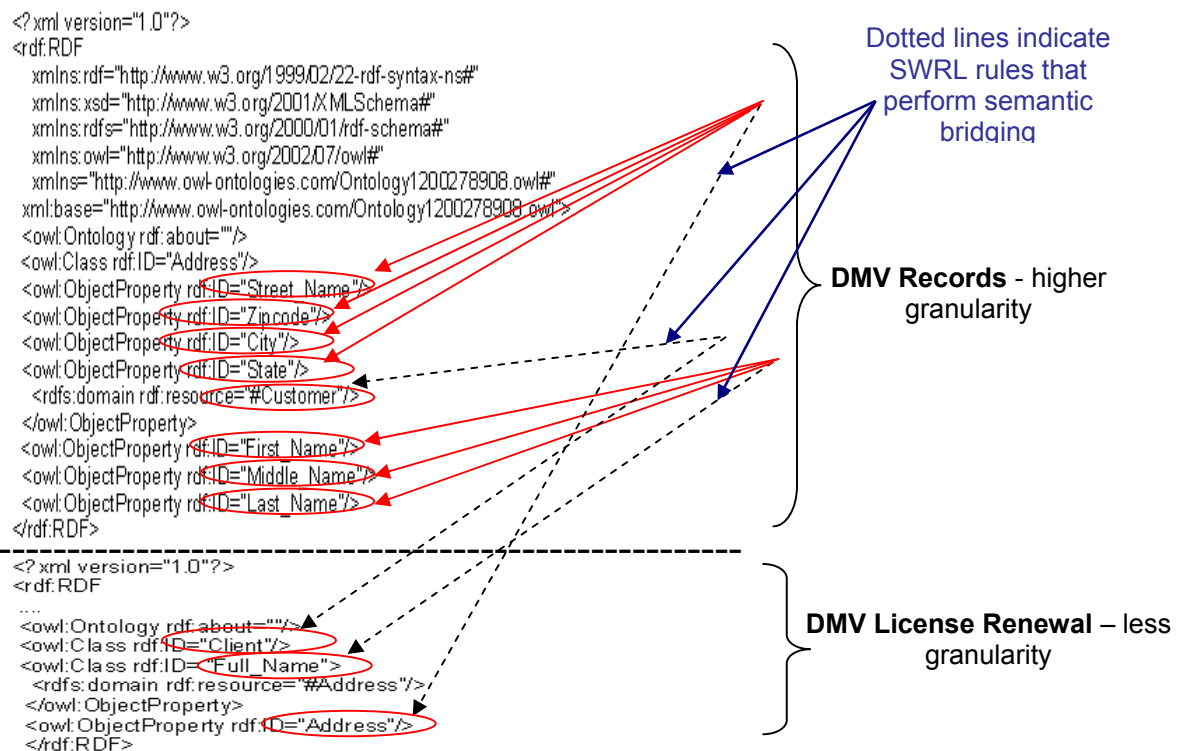 <?xml version="1.0"?>
<rdf:RDF
xmlns:rdf="http://www.w3.org/1999/02/22-rdf-syntax-ns#"
xmlns:xsd="http://www.w3.org/2001/XMLSchema#"
xmlns:rdfs="http://www.w3.org/2000/01/rdf-schema#"
xmlns:owl="http://www.w3.org/2002/07/owl#"
xmlns="http://www.owl-ontologies.com/Ontology1200278908.owl#"
xml:base="http://www.owl-ontologies.com/Ontology1200278908.owl">
<owl:Ontology rdf:about=""/>
<owl:Class rdf:ID="Address"/>
<owl:ObjectProperty rdf:ID="Street_Name"/>
<owl:ObjectProperty rdf:ID="Zipcode"/>
<owl:ObjectProperty rdf:ID="City"/>
<owl:ObjectProperty rdf:ID="State"/>
<rdfs:domain rdf:resource="#Customer"/>
</owl:ObjectProperty>
<owl:ObjectProperty rdf:ID="First_Name"/>
<owl:ObjectProperty rdf:ID="Middle_Name"/>
<owl:ObjectProperty rdf:ID="Last_Name"/>
</rdf:RDF>
Dotted lines indicate
SWRL rules that
perform semantic
bridging
DMV Records - higher
granularity
<?xml version="1.0"?>
<rdf:RDF
....
<owl:Ontology rdf:about=""/>
<owl:Class rdf:ID="Client"/>
<owl:Class rdf:ID="Full_Name">
<rdfs:domain rdf:resource="#Address"/>
</owl:ObjectProperty>
<owl:ObjectProperty rdf:ID="Address"/>
</rdf:RDF>
DMV License Renewal – less
granularity